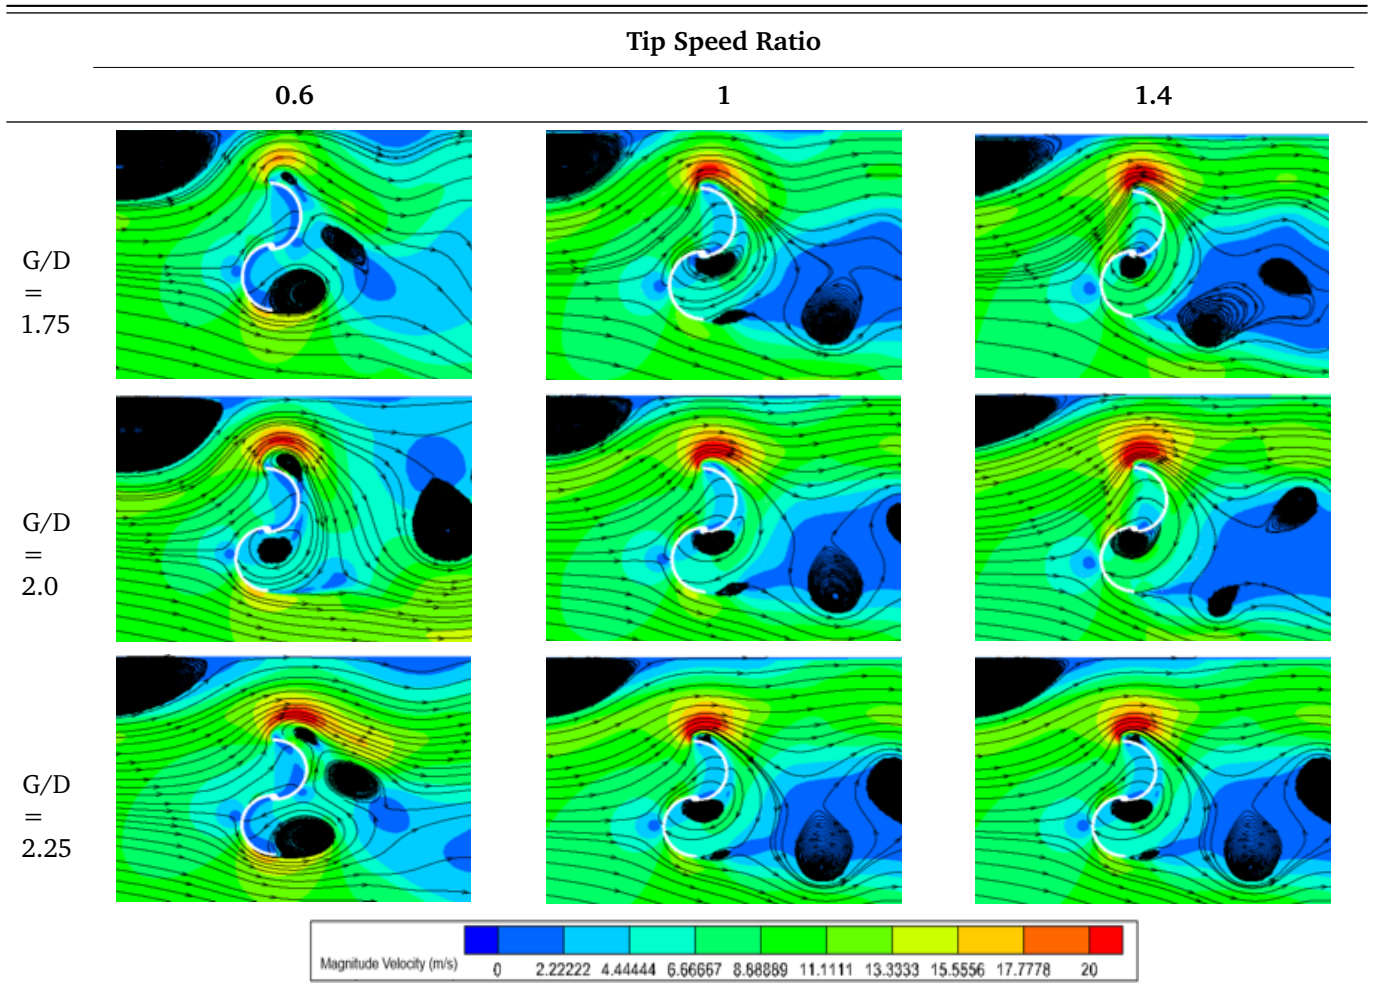 Tip Speed Ratio
0.6 1 1.4
G/D
=
1.75
G/D
=
2.0
G/D
=
2.25
Magnitude Velocity (m/s) 0 2.22222 4.44444 6.66667 8.88889 11.1111 13.3333 15.5556 17.7778 20